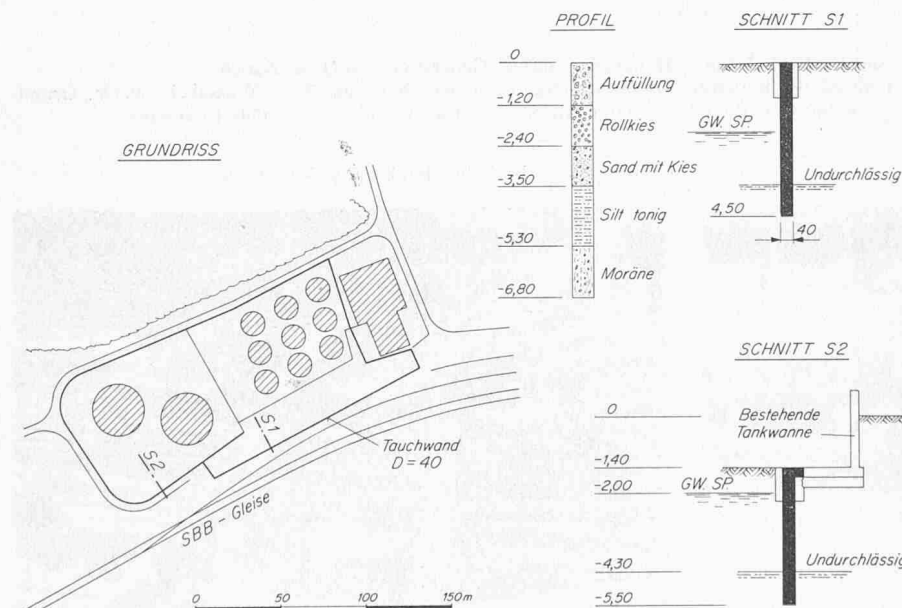 GRUNDRISS
S2
S1
Tauchwand
D = 40
SBB - Gleise
0 50 100 150 m
PROFIL
0
Auffüllung
-1,20
Rollkies
-2,40
Sand mit Kies
-3,50
Silt tonig
-5,30
Moräne
-6,80
SCHNITT S1
GW. SP.
Undurchlässig
4,50
40
SCHNITT S2
0
Bestehende
Tankwanne
-1,40
-2,00
GW. SP.
-4,30
Undurchlässig
-5,50